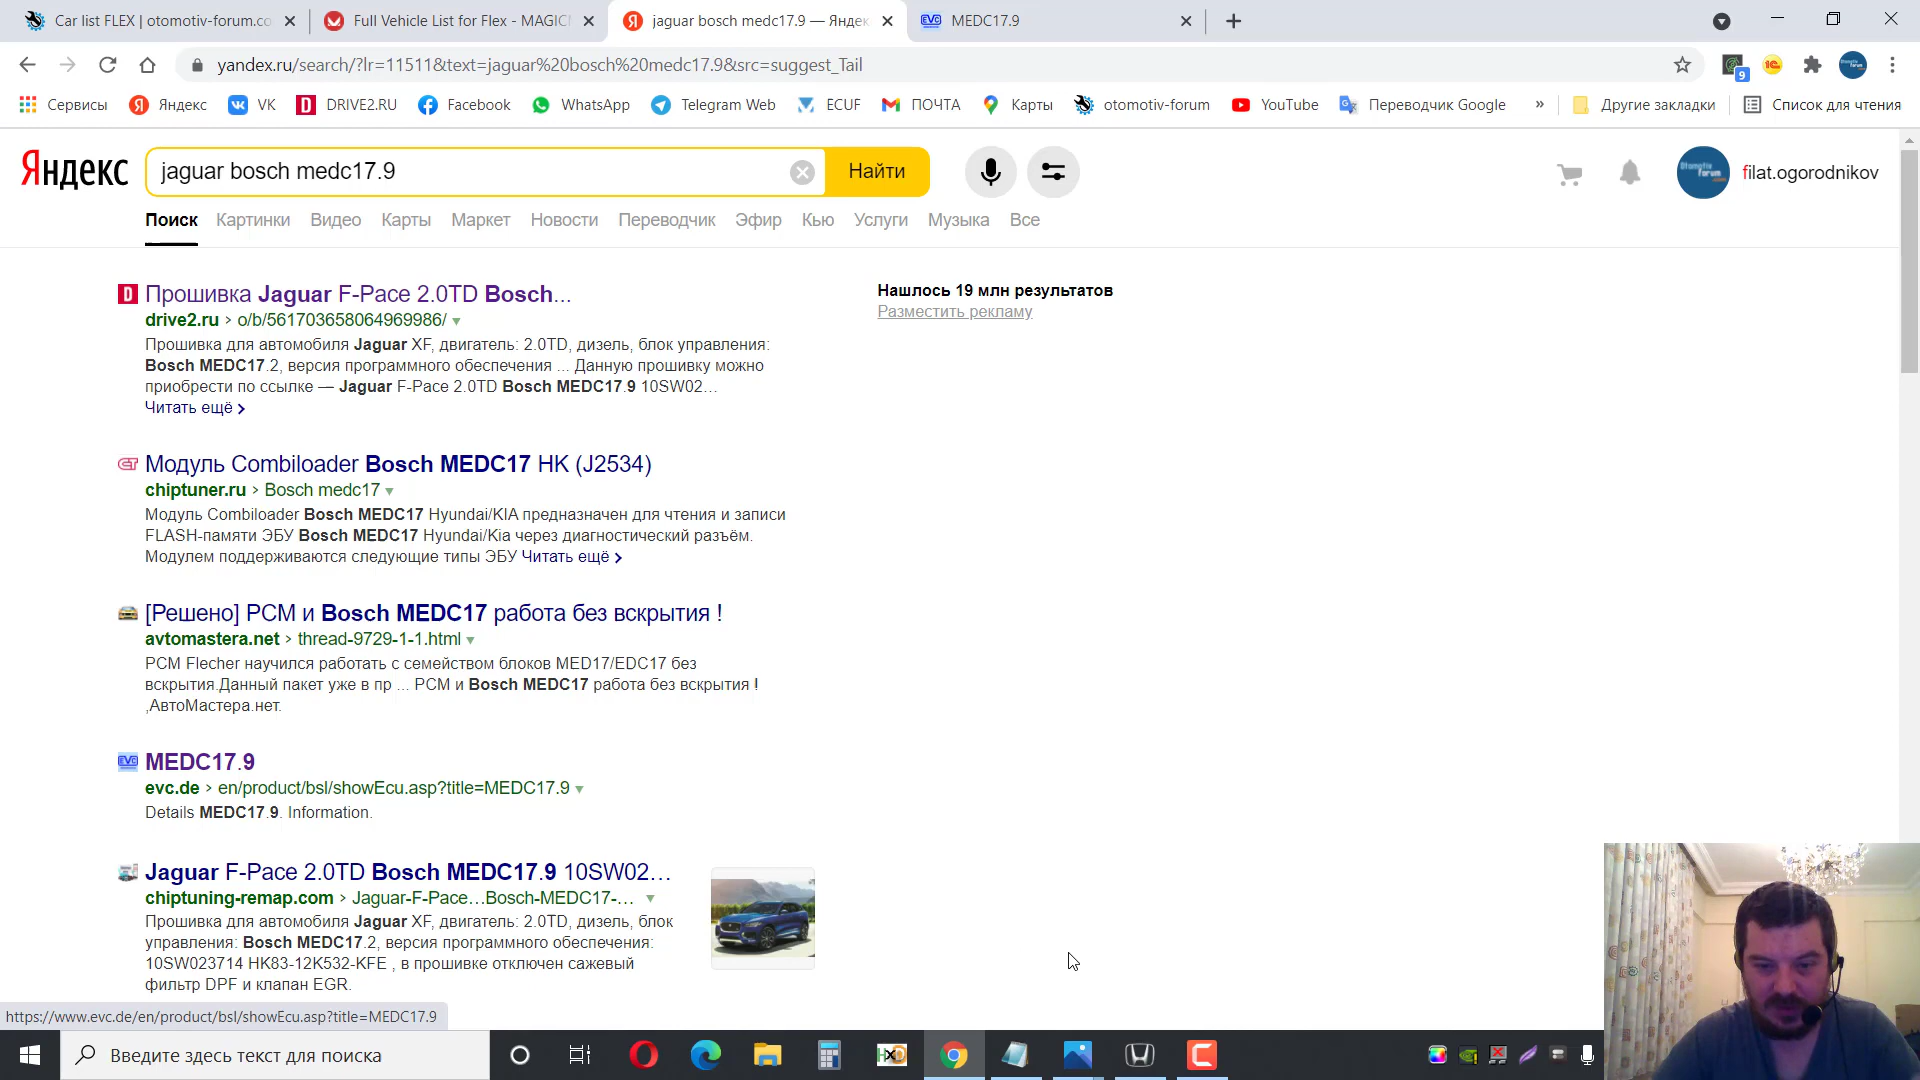 Car list FLEX | otomotiv-forum.co
Full Vehicle List for Flex - MAGIC
jaguar bosch medc17.9 — Яндек
MEDC17.9
yandex.ru/search/?lr=11511&text=jaguar%20bosch%20medc17.9&src=suggest_Tail
9
Сервисы
Яндекс
VK
DRIVE2.RU
Facebook
WhatsApp
Telegram Web
ECUF
ПОЧТА
Карты
otomotiv-forum
YouTube
Переводчик Google
»
Другие закладки
Список для чтения
Яндекс
jaguar bosch medc17.9
Найти
filat.ogorodnikov
Поиск Картинки Видео Карты Маркет Новости Переводчик Эфир Кью Услуги Музыка Все
Прошивка Jaguar F-Pace 2.0TD Bosch...
drive2.ru › o/b/561703658064969986/
Прошивка для автомобиля Jaguar XF, двигатель: 2.0TD, дизель, блок управления:
Bosch MEDC17.2, версия программного обеспечения ... Данную прошивку можно
приобрести по ссылке — Jaguar F-Pace 2.0TD Bosch MEDC17.9 10SW02…
Читать ещё ›
Нашлось 19 млн результатов
Разместить рекламу
Модуль Combiloader Bosch MEDC17 HK (J2534)
chiptuner.ru › Bosch medc17
Модуль Combiloader Bosch MEDC17 Hyundai/KIA предназначен для чтения и записи
FLASH-памяти ЭБУ Bosch MEDC17 Hyundai/Kia через диагностический разъём.
Модулем поддерживаются следующие типы ЭБУ Читать ещё ›
[Решено] PCM и Bosch MEDC17 работа без вскрытия !
avtomastera.net › thread-9729-1-1.html
PCM Flecher научился работать с семейством блоков MED17/EDC17 без
вскрытия.Данный пакет уже в пр ... PCM и Bosch MEDC17 работа без вскрытия !
,АвтоМастера.нет.
MEDC17.9
evc.de › en/product/bsl/showEcu.asp?title=MEDC17.9
Details MEDC17.9. Information.
Jaguar F-Pace 2.0TD Bosch MEDC17.9 10SW02…
chiptuning-remap.com › Jaguar-F-Pace…Bosch-MEDC17-…
Прошивка для автомобиля Jaguar XF, двигатель: 2.0TD, дизель, блок
управления: Bosch MEDC17.2, версия программного обеспечения:
10SW023714 HK83-12K532-KFE , в прошивке отключен сажевый
фильтр DPF и клапан EGR.
https://www.evc.de/en/product/bsl/showEcu.asp?title=MEDC17.9
Введите здесь текст для поиска